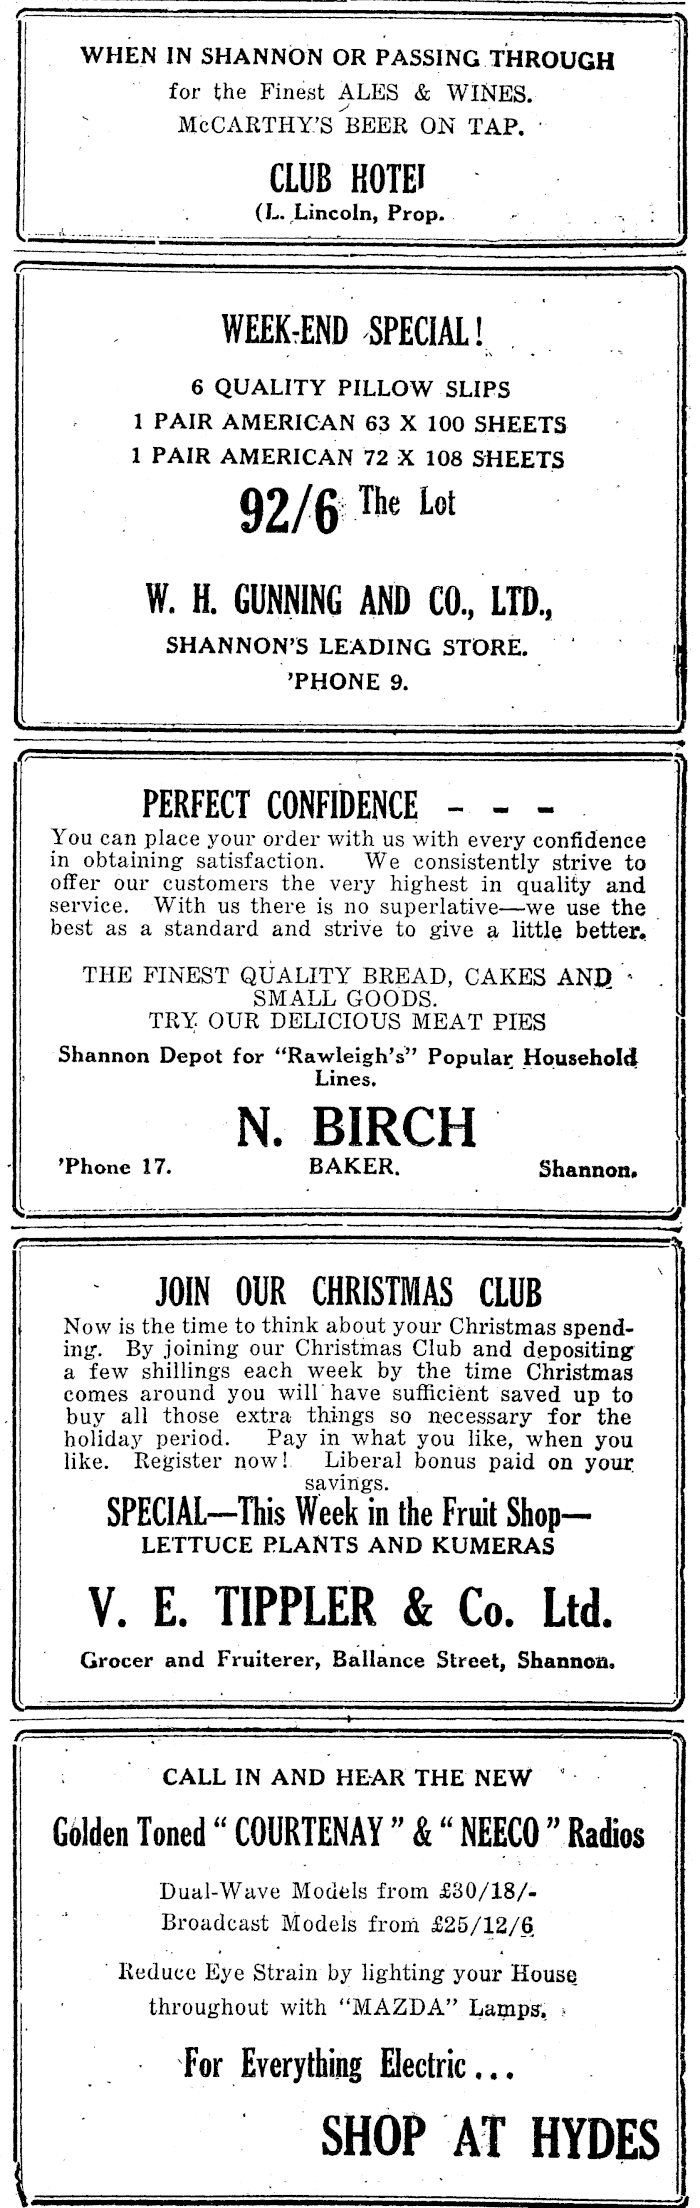 WHEN IN SHANNON OR PASSING THROUGH
for the Finest ALES & WINES.
McCARTHY'S BEER ON TAP.
CLUB HOTEL
(L. Lincoln, Prop.
WEEK-END SPECIAL!
6 QUALITY PILLOW SLIPS
1 PAIR AMERICAN 63 X 100 SHEETS
1 PAIR AMERICAN 72 X 108 SHEETS
92/6 The Lot
W. H. GUNNING AND CO., LTD.,
SHANNON'S LEADING STORE.
'PHONE 9.
PERFECT CONFIDENCE - - -
You can place your order with us with every confidence
in obtaining satisfaction. We consistently strive to
offer our customers the very highest in quality and
service. With us there is no superlative—we use the
best as a standard and strive to give a little better.
THE FINEST QUALITY BREAD, CAKES AND
SMALL GOODS.
TRY OUR DELICIOUS MEAT PIES
Shannon Depot for "Rawleigh's" Popular Household
Lines.
N. BIRCH
'Phone 17. BAKER. Shannon.
JOIN OUR CHRISTMAS CLUB
Now is the time to think about your Christmas spend-
ing. By joining our Christmas Club and depositing
a few shillings each week by the time Christmas
comes around you will have sufficient saved up to
buy all those extra things so necessary for the
holiday period. Pay in what you like, when you
like. Register now! Liberal bonus paid on your
savings.
SPECIAL—This Week in the Fruit Shop—
LETTUCE PLANTS AND KUMERAS
V. E. TIPPLER & Co. Ltd.
Grocer and Fruiterer, Ballance Street, Shannon.
CALL IN AND HEAR THE NEW
Golden Toned "COURTENAY" & "NEECO" Radios
Dual-Wave Models from £30/18/-
Broadcast Models from £25/12/6
Reduce Eye Strain by lighting your House
throughout with "MAZDA" Lamps.
For Everything Electric...
SHOP AT HYDES